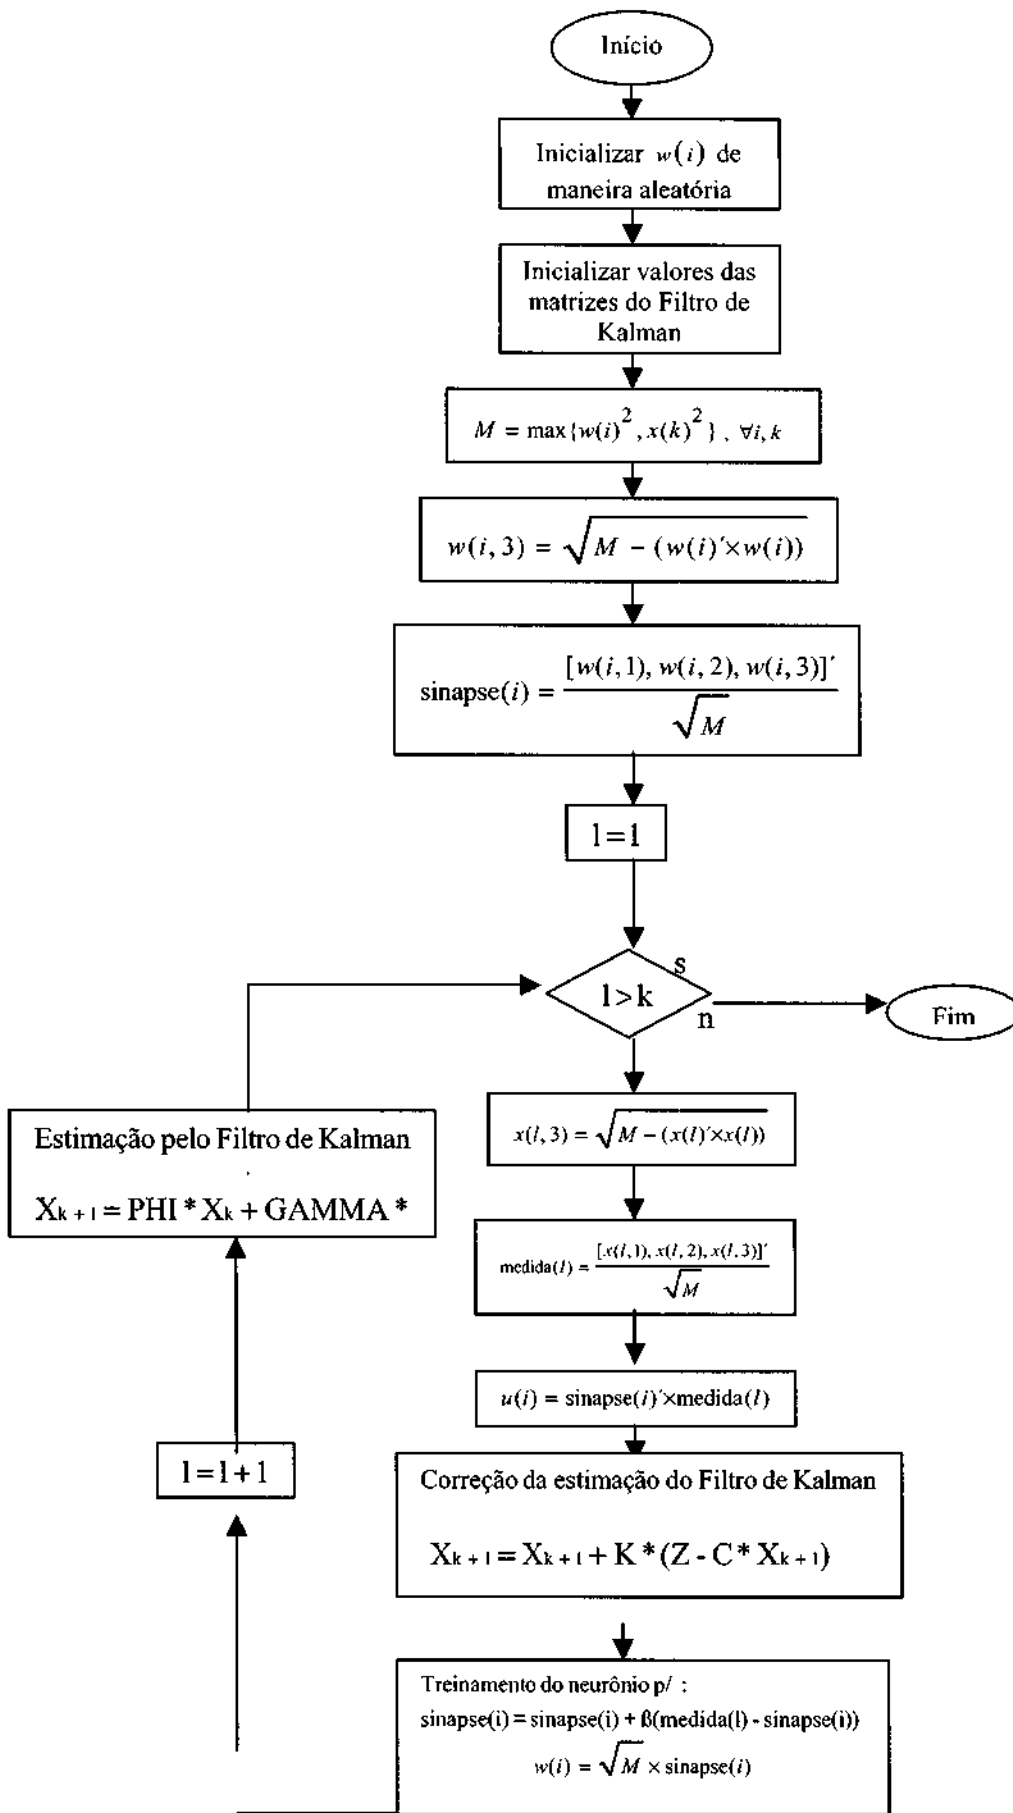 Início
Inicializar w(i) de
maneira aleatória
Inicializar valores das
matrizes do Filtro de
Kalman
M = max{w(i)², x(k)²} , ∀i, k
w(i, 3) = √(M − (w(i)′×w(i)))
sinapse(i) = [w(i, 1), w(i, 2), w(i, 3)]′ / √M
l = 1
s
l > k
n
Fim
x(l, 3) = √(M − (x(l)′×x(l)))
Estimação pelo Filtro de Kalman
Xk + 1 = PHI * Xk + GAMMA *
medida(l) = [x(l, 1), x(l, 2), x(l, 3)]′ / √M
u(i) = sinapse(i)′×medida(l)
l = l + 1
Correção da estimação do Filtro de Kalman
Xk + 1 = Xk + 1 + K * (Z - C * Xk + 1)
Treinamento do neurônio p/ :
sinapse(i) = sinapse(i) + ß(medida(l) - sinapse(i))
w(i) = √M × sinapse(i)